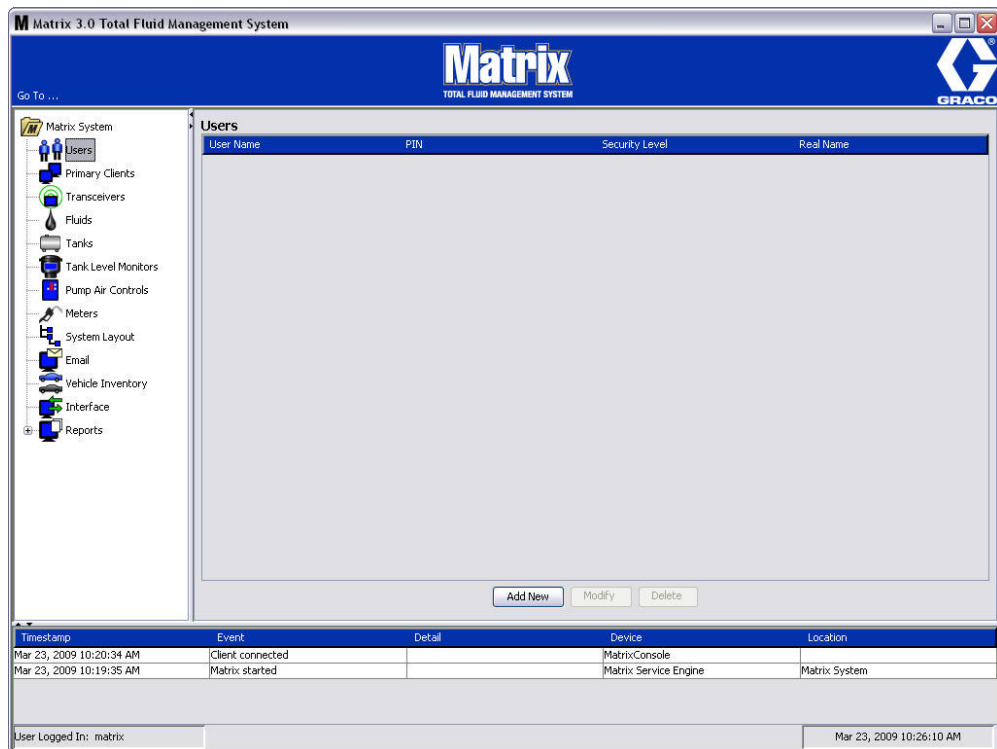 M Matrix 3.0 Total Fluid Management System
Matrix
TOTAL FLUID MANAGEMENT SYSTEM
GRACO
®
Go To ...
Matrix System
Users
Primary Clients
Transceivers
Fluids
Tanks
Tank Level Monitors
Pump Air Controls
Meters
System Layout
Email
Vehicle Inventory
Interface
Reports
Users
User Name PIN Security Level Real Name
Add New Modify Delete
Timestamp Event Detail Device Location
Mar 23, 2009 10:20:34 AM Client connected MatrixConsole
Mar 23, 2009 10:19:35 AM Matrix started Matrix Service Engine Matrix System
User Logged In: matrix Mar 23, 2009 10:26:10 AM